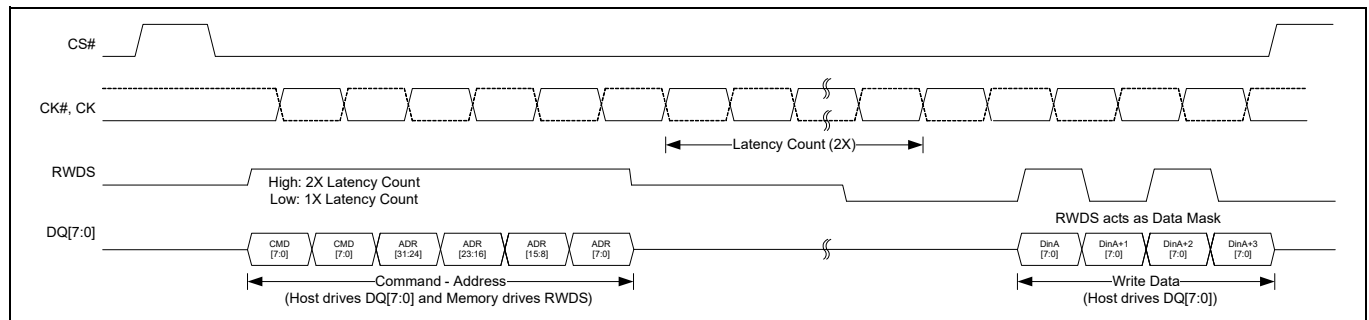 CS#
CK#, CK
Latency Count (2X)
RWDS
High: 2X Latency Count
Low: 1X Latency Count
RWDS acts as Data Mask
DQ[7:0]
CMD [7:0]
CMD [7:0]
ADR [31:24]
ADR [23:16]
ADR [15:8]
ADR [7:0]
DinA [7:0]
DinA+1 [7:0]
DinA+2 [7:0]
DinA+3 [7:0]
Command - Address
(Host drives DQ[7:0] and Memory drives RWDS)
Write Data
(Host drives DQ[7:0])